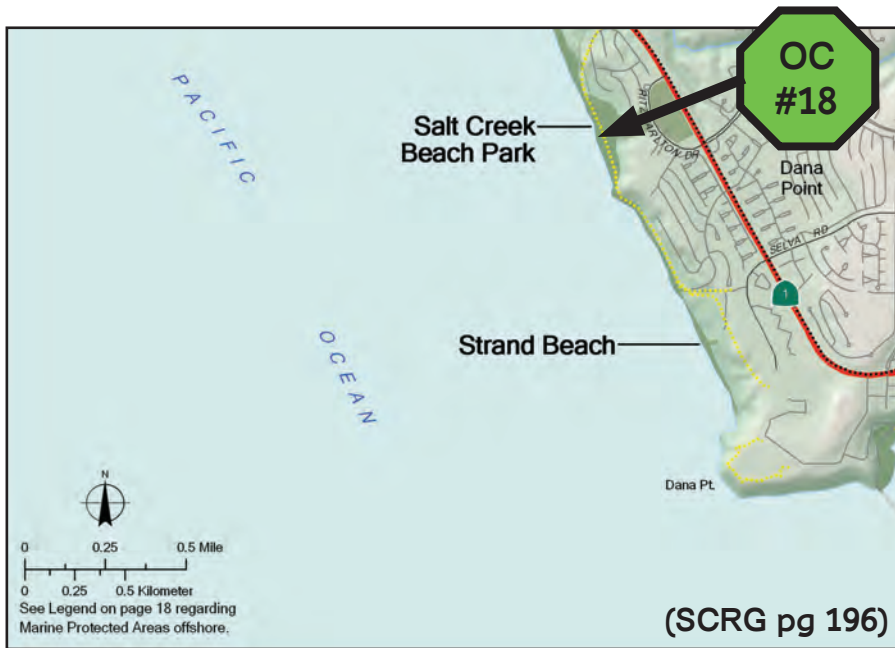 OC
#18
PACIFIC
Salt Creek
Beach Park
RITZ CARLTON DR
Dana
Point
SELVA RD
1
OCEAN
Strand Beach
Dana Pt.
N
0 0.25 0.5 Mile
0 0.25 0.5 Kilometer
See Legend on page 18 regarding
Marine Protected Areas offshore.
(SCRG pg 196)